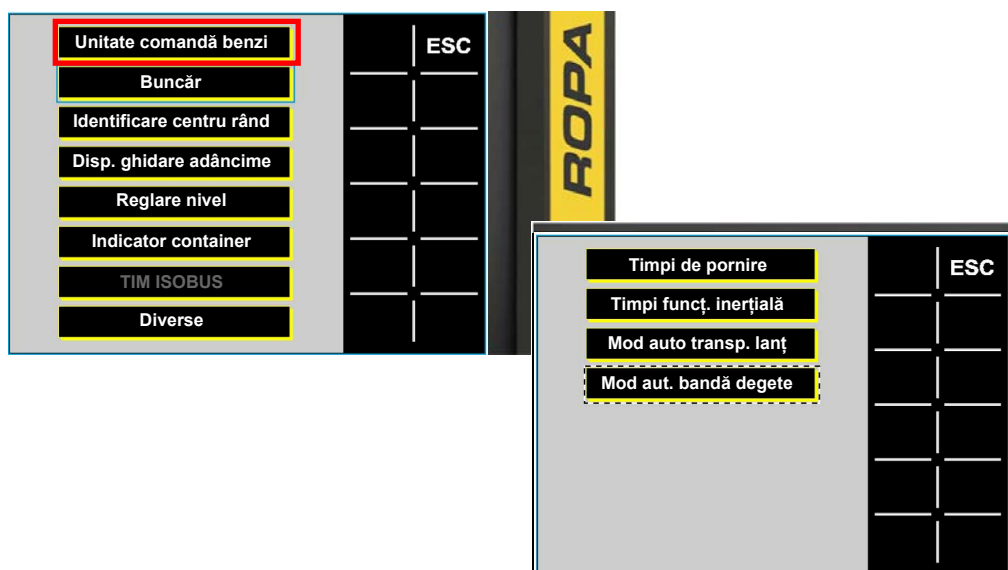 Unitate comandă benzi
ESC
Buncăr
Identificare centru rând
Disp. ghidare adâncime
Reglare nivel
Indicator container
TIM ISOBUS
Diverse
ROPA
Timpi de pornire
ESC
Timpi funcț. inerțială
Mod auto transp. lanț
Mod aut. bandă degete